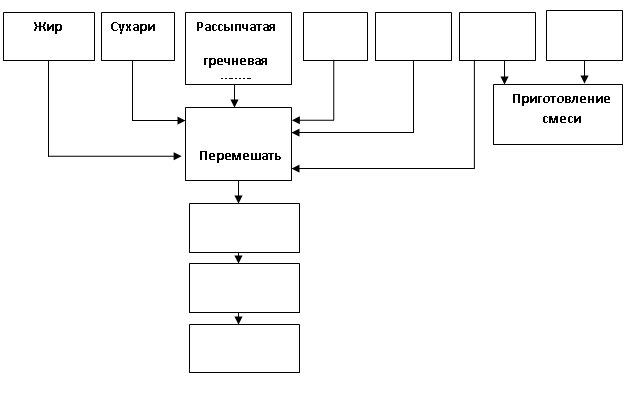 Жир
Сухари
Рассыпчатая
гречневая
Приготовление
смеси
Перемешать